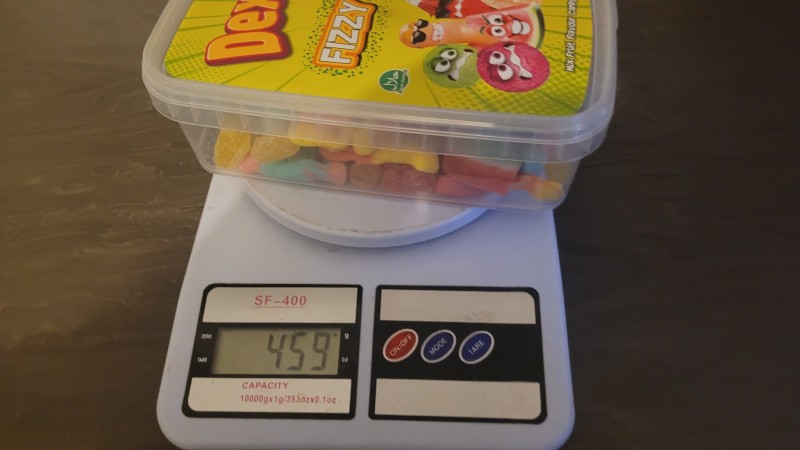 Dex
FIZZY
Mix Fruit Flavour Candy
حلال
SF-400
ZERO
TARE
459
g
CAPACITY
10000gx1g/353ozx0.1oz
ON/OFF
MODE
TARE